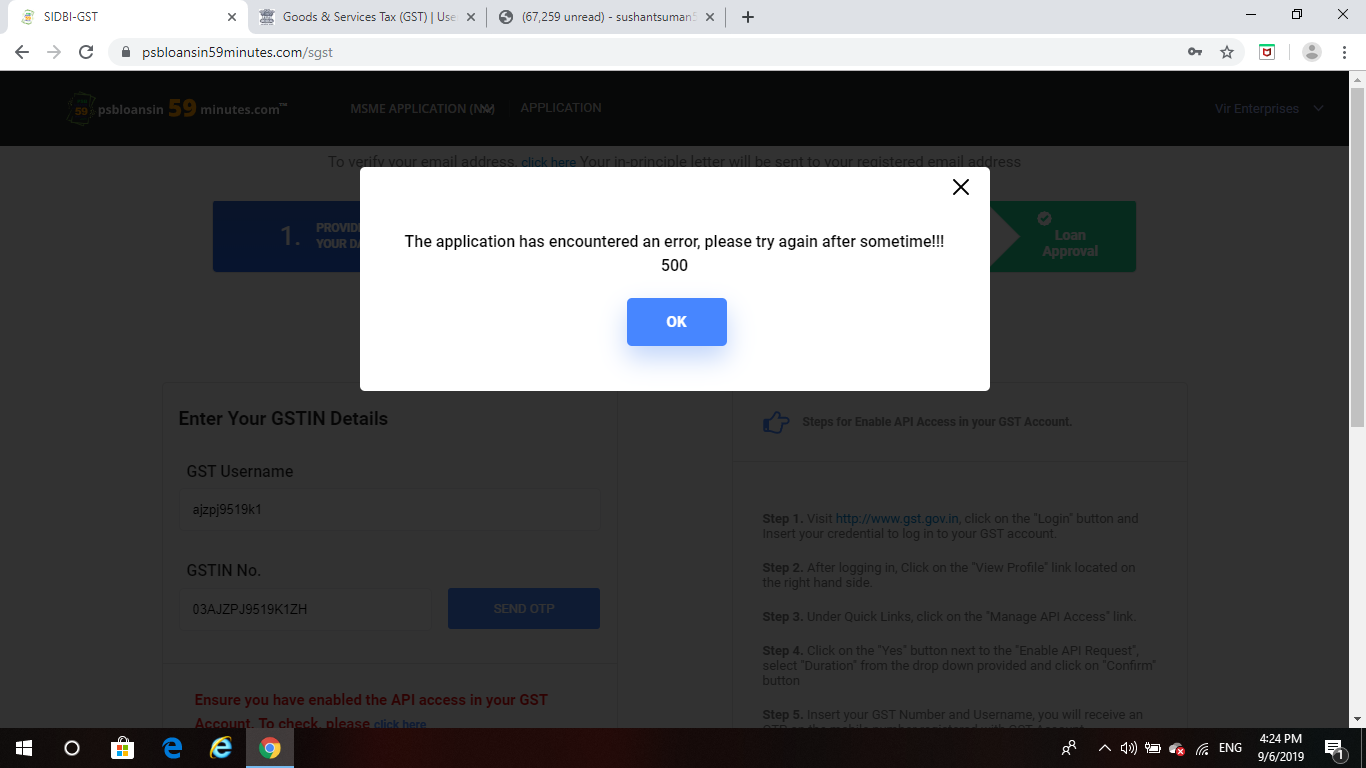 SIDBI-GST
Goods & Services Tax (GST) | Use
(67,259 unread) - sushantsuman5
psbloansin59minutes.com/sgst
psbloansin 59 minutes.com™
MSME APPLICATION
APPLICATION
Vir Enterprises
To verify your email address, click here Your in-principle letter will be sent to your registered email address
1.
PROVID
YOUR DA
Loan
Approval
The application has encountered an error, please try again after sometime!!!
500
OK
Enter Your GSTIN Details
GST Username
ajzpj9519k1
GSTIN No.
03AJZPJ9519K1ZH
SEND OTP
Ensure you have enabled the API access in your GST
Account. To check, please click here
Steps for Enable API Access in your GST Account.
Step 1. Visit http://www.gst.gov.in, click on the "Login" button and
Insert your credential to log in to your GST account.
Step 2. After logging in, Click on the "View Profile" link located on
the right hand side.
Step 3. Under Quick Links, click on the "Manage API Access" link.
Step 4. Click on the "Yes" button next to the "Enable API Request",
select "Duration" from the drop down provided and click on "Confirm"
button
Step 5. Insert your GST Number and Username, you will receive an
OTP on the mobile number registered with GST Account
ENG
4:24 PM
9/6/2019
1